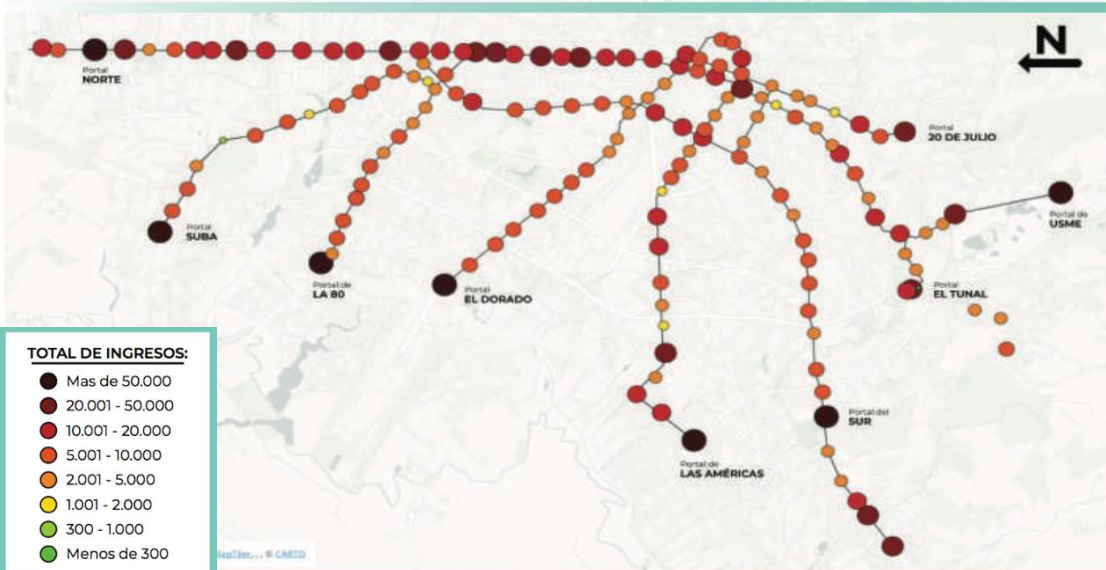 N
Portal
NORTE
Portal
20 DE JULIO
Portal de
USME
Portal
SUBA
Portal de
LA 80
Portal
EL DORADO
Portal
EL TUNAL
Portal del
SUR
Portal de
LAS AMÉRICAS
TOTAL DE INGRESOS:
Mas de 50.000
20.001 - 50.000
10.001 - 20.000
5.001 - 10.000
2.001 - 5.000
1.001 - 2.000
300 - 1.000
Menos de 300
© CARTO